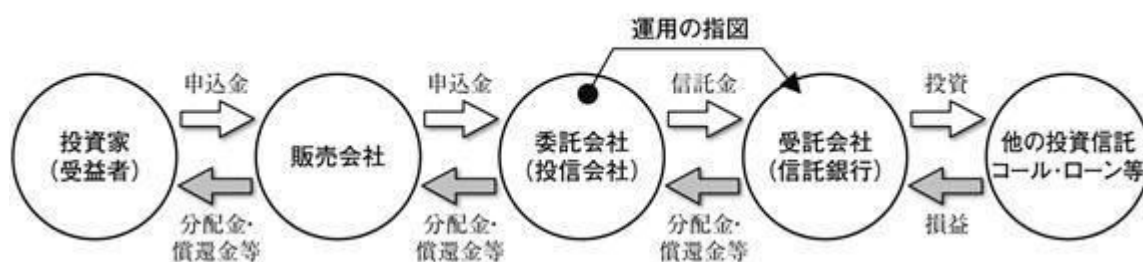 運用の指図
申込金
申込金
信託金
投資
投資家
(受益者)
販売会社
委託会社
(投信会社)
受託会社
(信託銀行)
他の投資信託
コール・ローン等
分配金・
償還金等
分配金・
償還金等
分配金・
償還金等
損益